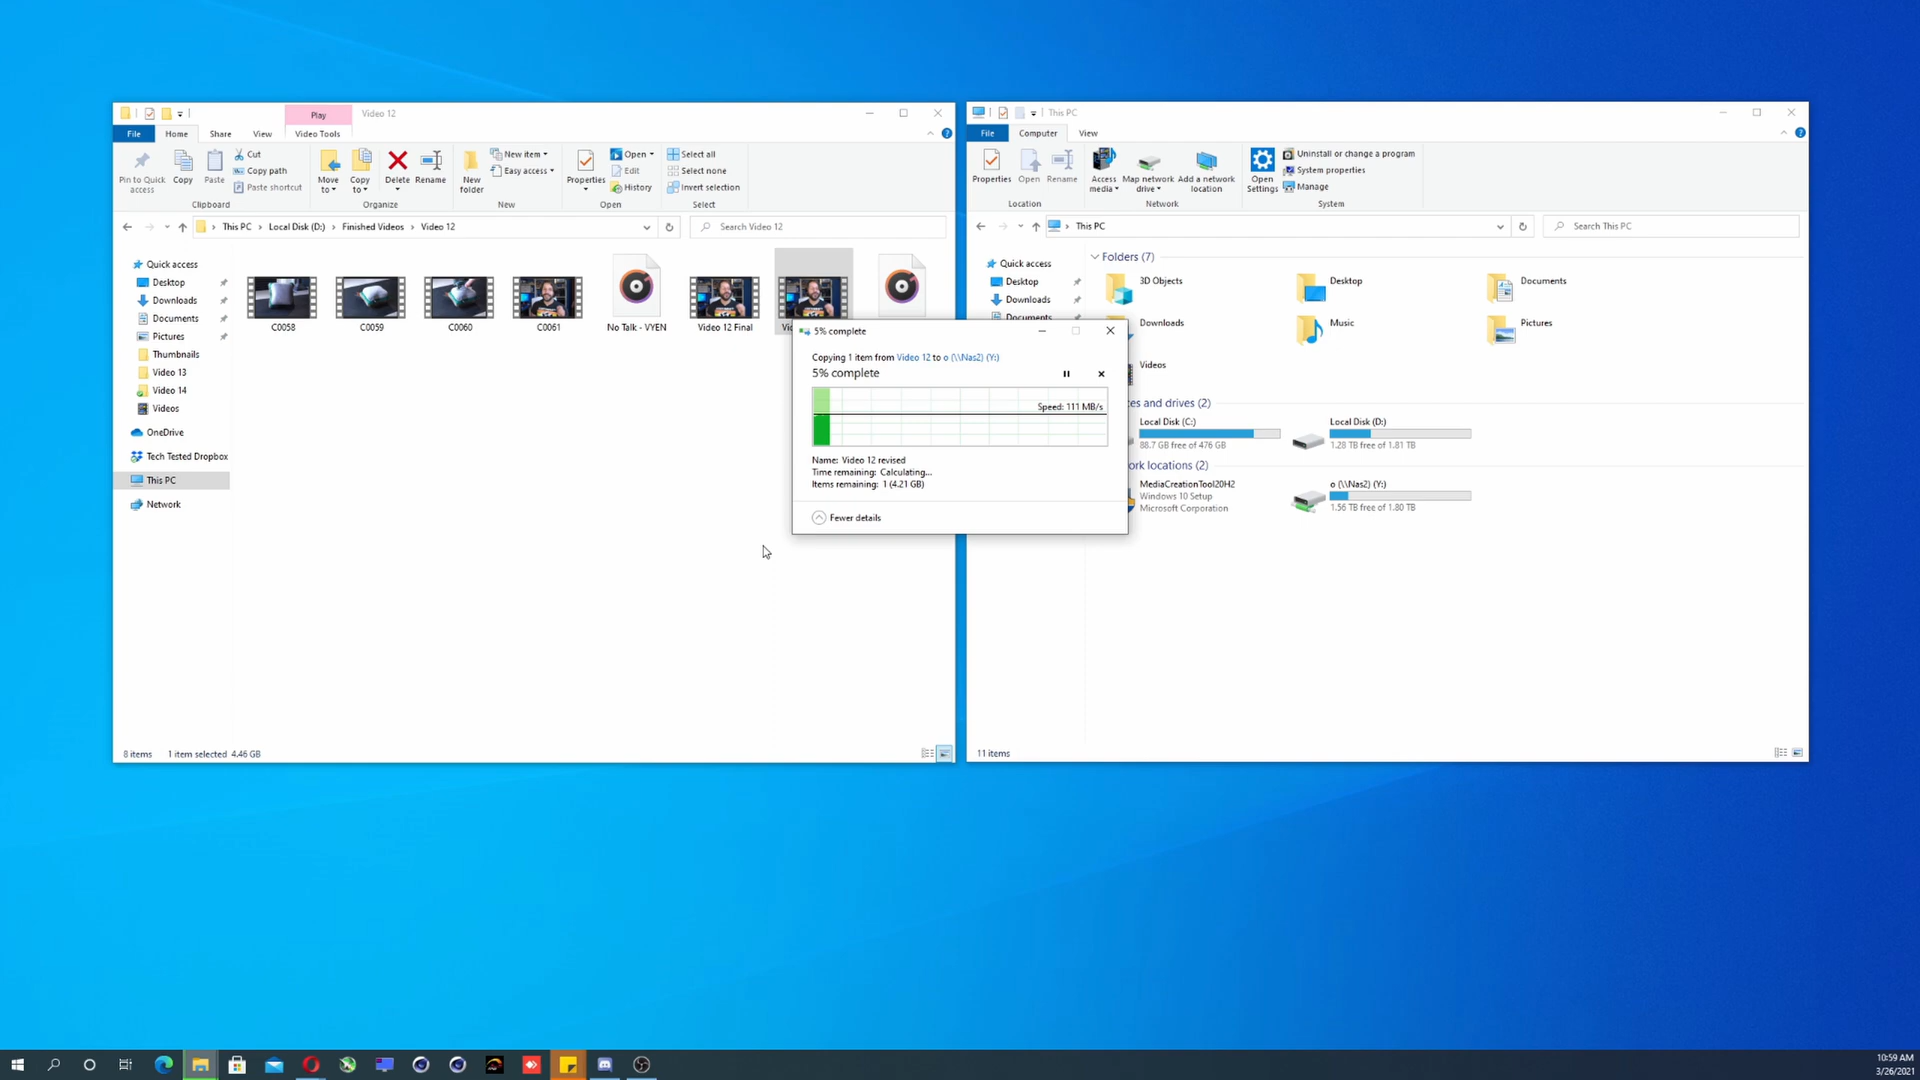 Play
Video 12
File
Home
Share
View
Video Tools
Pin to Quick access
Copy
Paste
Cut
Copy path
Paste shortcut
Clipboard
Move to
Copy to
Delete
Rename
Organize
New folder
New item
Easy access
New
Properties
Open
Edit
History
Open
Select all
Select none
Invert selection
Select
This PC > Local Disk (D:) > Finished Videos > Video 12
Search Video 12
Quick access
Desktop
Downloads
Documents
Pictures
Thumbnails
Video 13
Video 14
Videos
OneDrive
Tech Tested Dropbox
This PC
Network
C0058
C0059
C0060
C0061
No Talk - VYEN
Video 12 Final
8 items
1 item selected 4.46 GB
5% complete
Copying 1 item from Video 12 to o (\\Nas2) (Y:)
5% complete
Speed: 111 MB/s
Name: Video 12 revised
Time remaining: Calculating...
Items remaining: 1 (4.21 GB)
Fewer details
This PC
File
Computer
View
Properties
Open
Rename
Location
Access media
Map network drive
Add a network location
Network
Open Settings
Uninstall or change a program
System properties
Manage
System
This PC
Search This PC
Quick access
Desktop
Downloads
Documents
Folders (7)
3D Objects
Desktop
Documents
Downloads
Music
Pictures
Videos
and drives (2)
Local Disk (C:)
88.7 GB free of 476 GB
Local Disk (D:)
1.28 TB free of 1.81 TB
locations (2)
MediaCreationTool20H2
Windows 10 Setup
Microsoft Corporation
o (\\Nas2) (Y:)
1.56 TB free of 1.80 TB
11 items
10:59 AM
3/26/2021